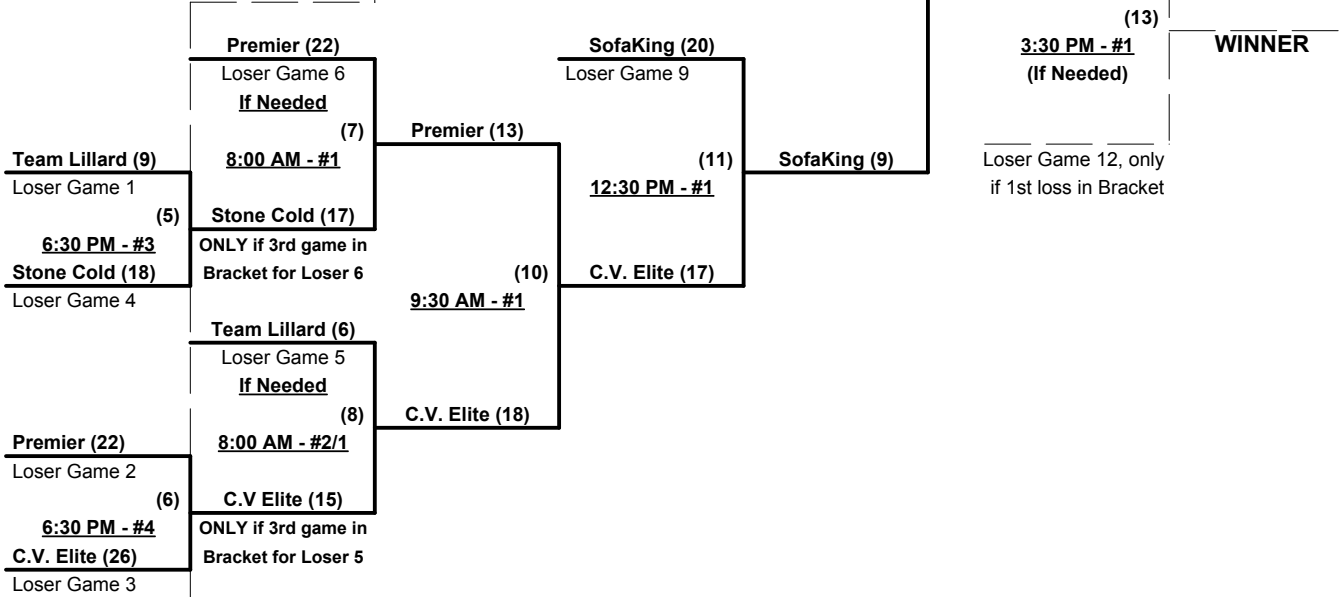 (13)
3:30 PM - #1
(If Needed)
WINNER
Loser Game 12, only
if 1st loss in Bracket
Premier (22)
Loser Game 6
If Needed
(7)
8:00 AM - #1
Stone Cold (17)
ONLY if 3rd game in
Bracket for Loser 6
Team Lillard (9)
Loser Game 1
(5)
6:30 PM - #3
Stone Cold (18)
Loser Game 4
Team Lillard (6)
Loser Game 5
If Needed
(8)
8:00 AM - #2/1
C.V Elite (15)
ONLY if 3rd game in
Bracket for Loser 5
Premier (22)
Loser Game 2
(6)
6:30 PM - #4
C.V. Elite (26)
Loser Game 3
Premier (13)
(10)
9:30 AM - #1
C.V. Elite (18)
SofaKing (20)
Loser Game 9
(11)
12:30 PM - #1
C.V. Elite (17)
SofaKing (9)